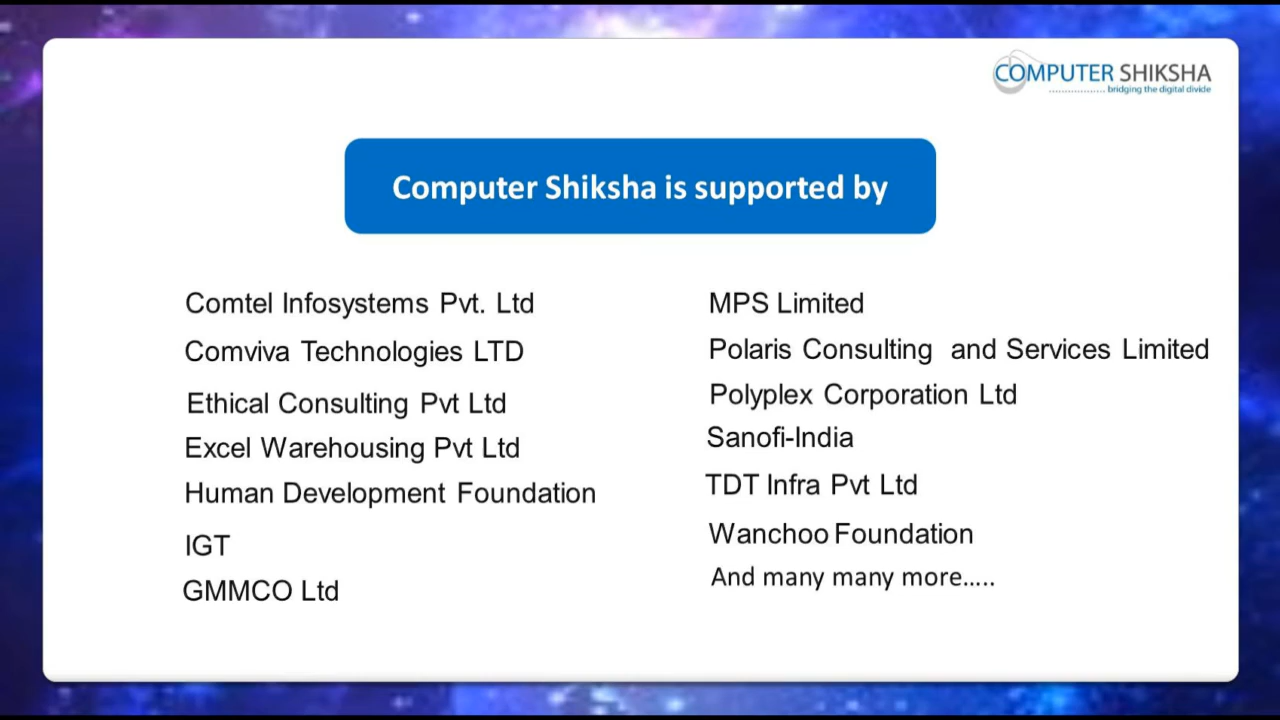 COMPUTER SHIKSHA
.................. bridging the digital divide
Computer Shiksha is supported by
Comtel Infosystems Pvt. Ltd
Comviva Technologies LTD
Ethical Consulting Pvt Ltd
Excel Warehousing Pvt Ltd
Human Development Foundation
IGT
GMMCO Ltd
MPS Limited
Polaris Consulting and Services Limited
Polyplex Corporation Ltd
Sanofi-India
TDT Infra Pvt Ltd
Wanchoo Foundation
And many many more.....